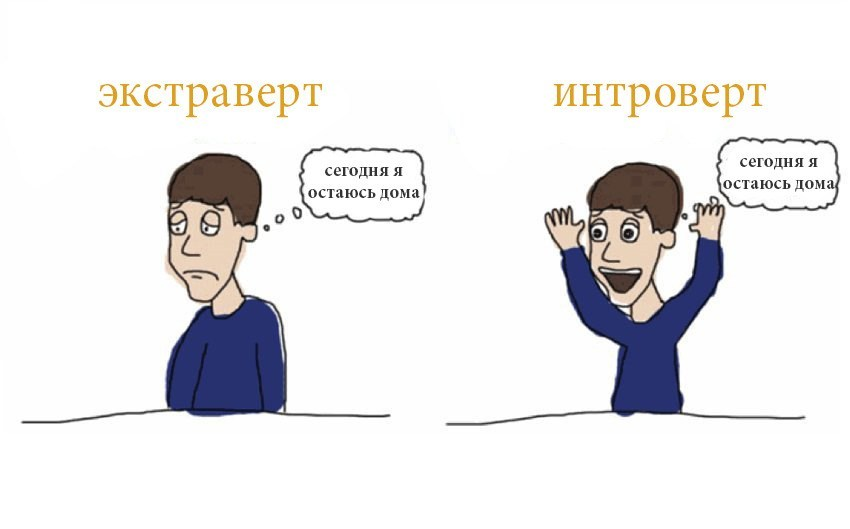 экстраверт
интроверт
сегодня я
остаюсь дома
сегодня я
остаюсь дома